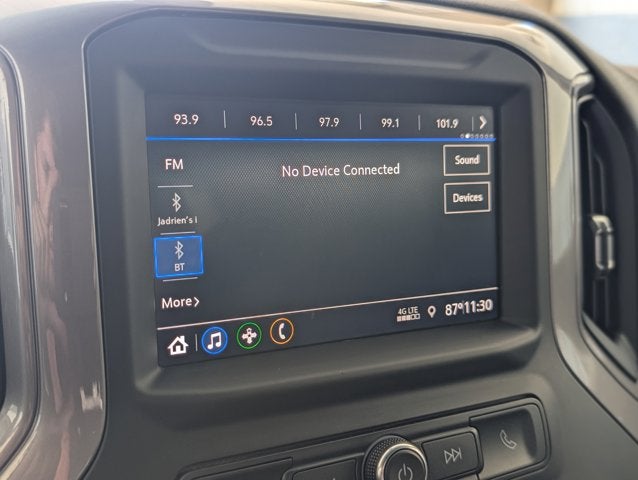 93.9 96.5 97.9 99.1 101.9
FM
No Device Connected
Sound
Jadrien's I
Devices
BT
More
4G LTE
87° 11:30